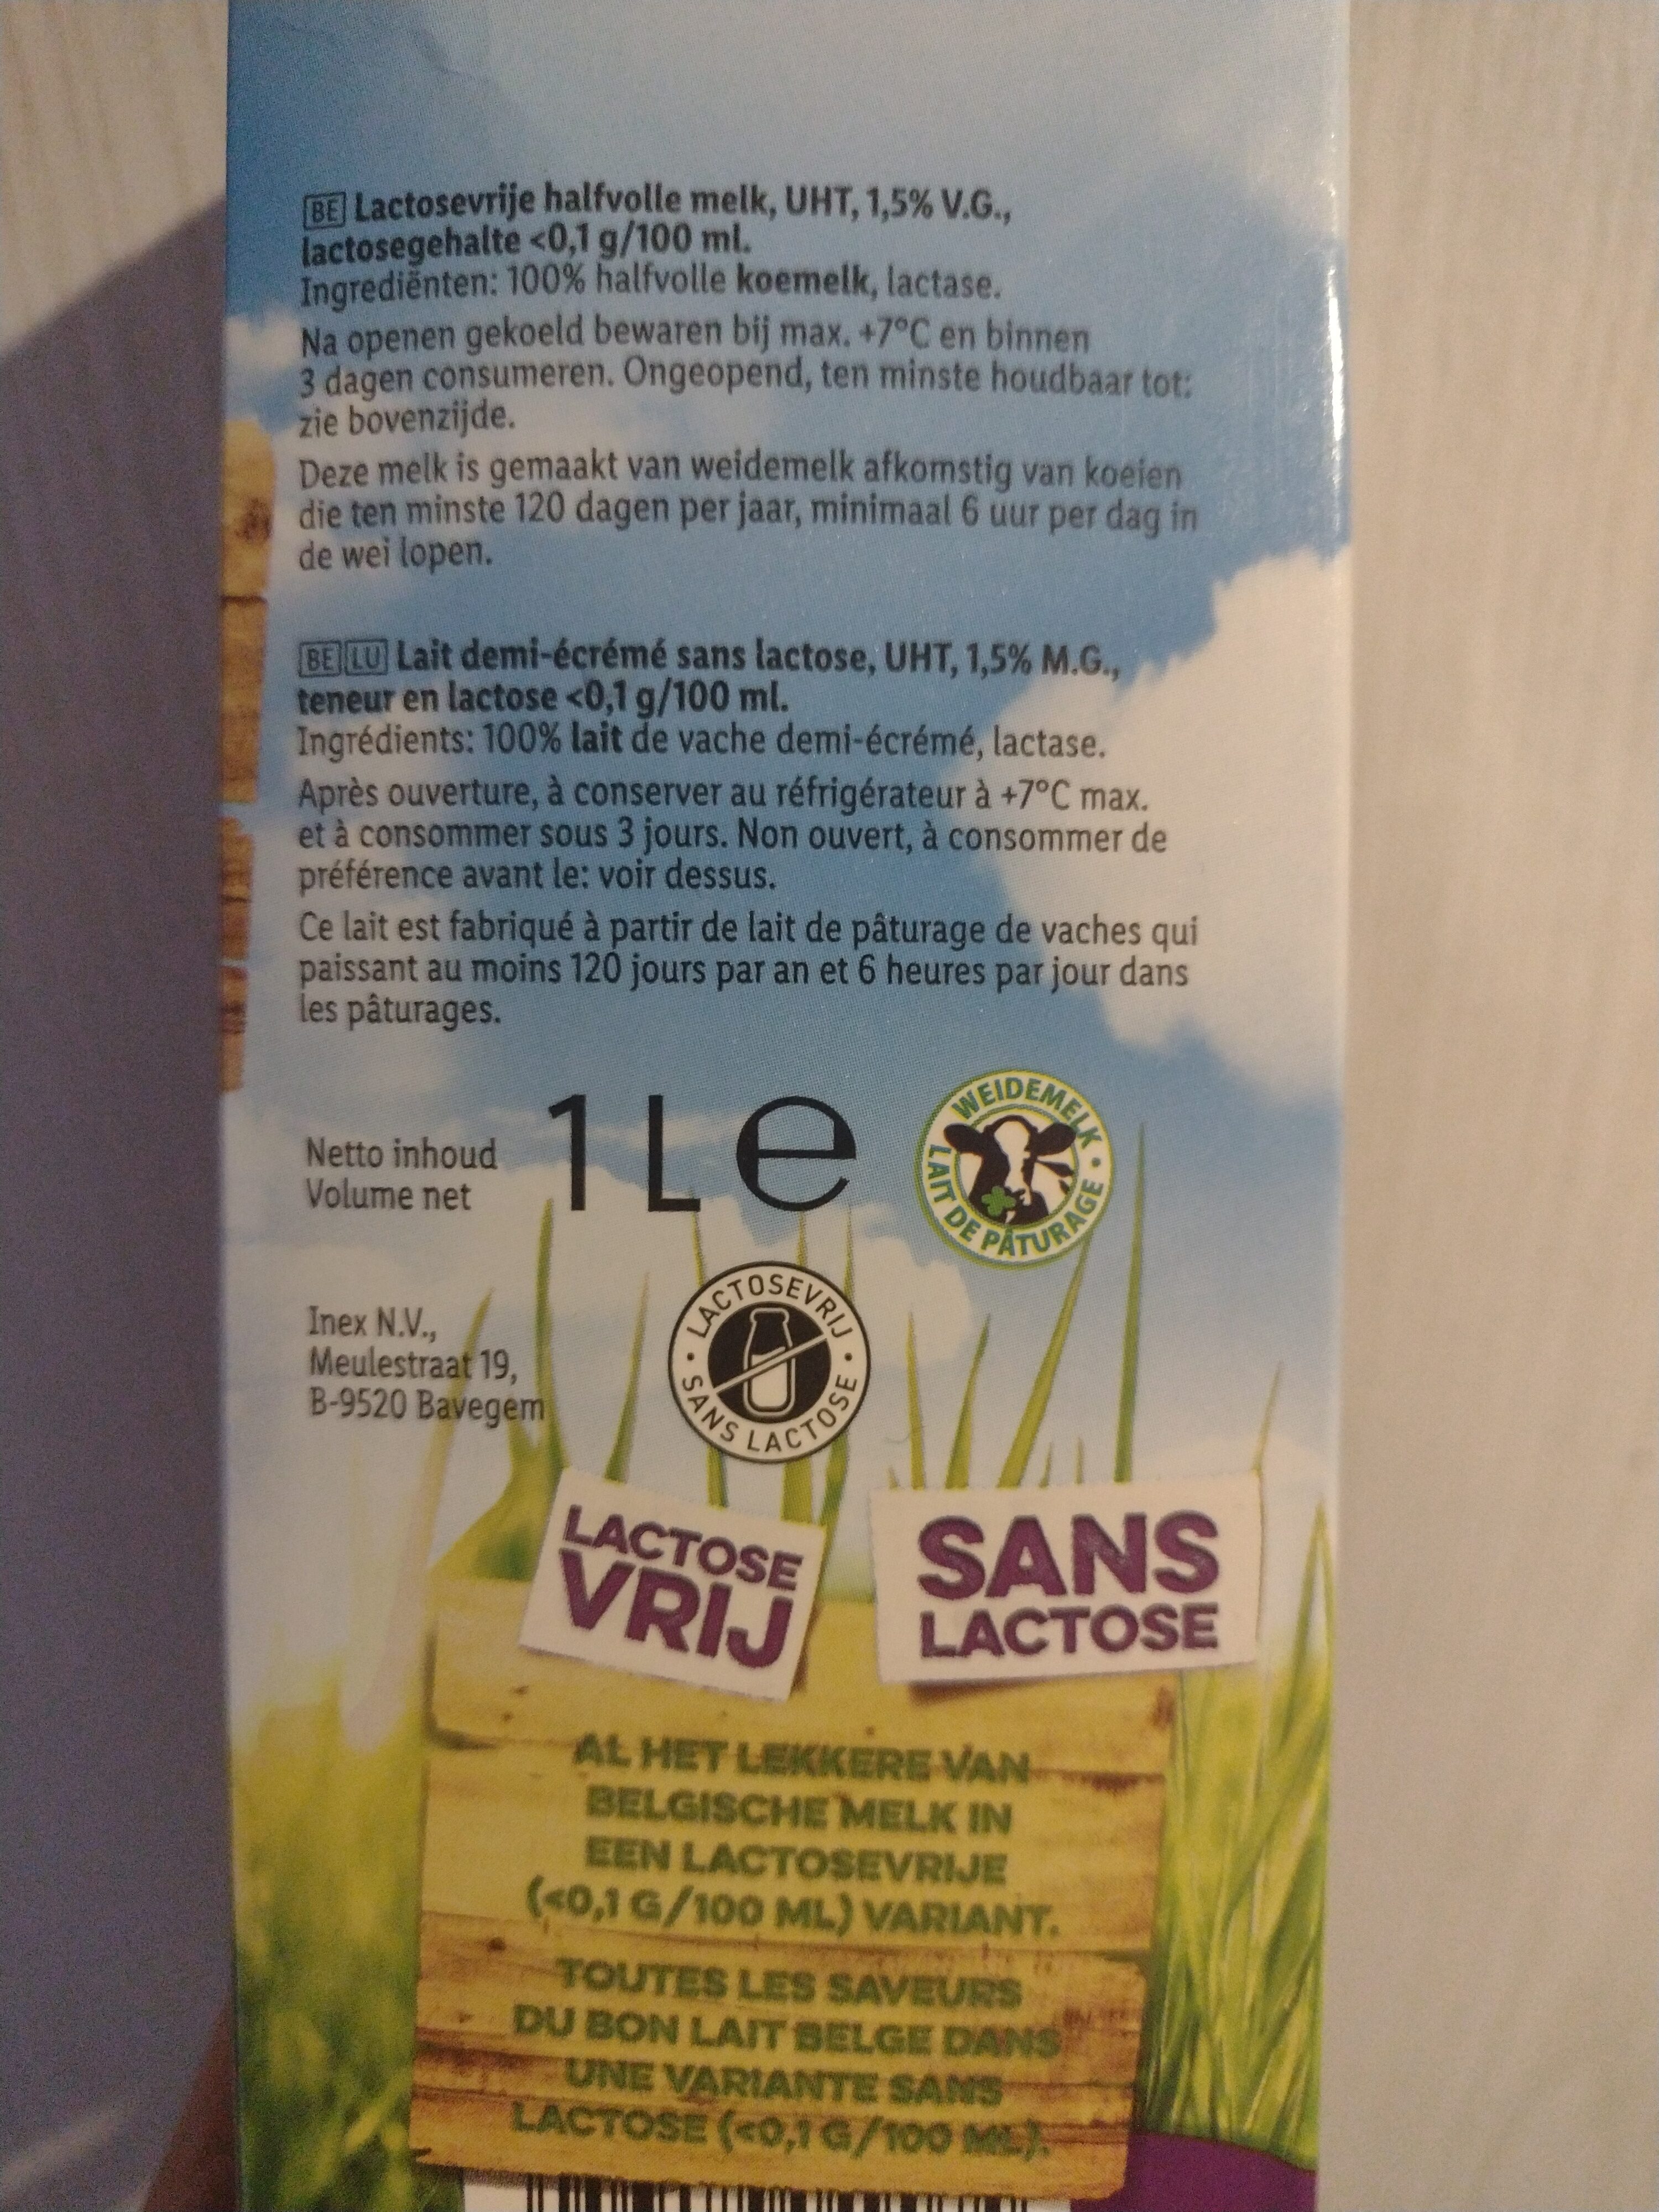 BE Lactosevrije halfvolle melk, UHT, 1,5% V.G.,
lactosegehalte <0,1 g/100 ml.
Ingrediënten: 100% halfvolle koemelk, lactase.
Na openen gekoeld bewaren bij max. +7°C en binnen
3 dagen consumeren. Ongeopend, ten minste houdbaar tot:
zie bovenzijde.
Deze melk is gemaakt van weidemelk afkomstig van koeien
die ten minste 120 dagen per jaar, minimaal 6 uur per dag in
de wei lopen.
BE LU Lait demi-écrémé sans lactose, UHT, 1,5% M.G.,
teneur en lactose <0,1 g/100 ml.
Ingrédients: 100% lait de vache demi-écrémé, lactase.
Après ouverture, à conserver au réfrigérateur à +7°C max.
et à consommer sous 3 jours. Non ouvert, à consommer de
préférence avant le: voir dessus.
Ce lait est fabriqué à partir de lait de pâturage de vaches qui
paissant au moins 120 jours par an et 6 heures par jour dans
les pâturages.
Netto inhoud
Volume net
1 L e
WEIDEMELK •
LAIT DE PÂTURAGE
Inex N.V.,
Meulestraat 19,
B-9520 Bavegem
• LACTOSEVRIJ •
SANS LACTOSE
LACTOSE
VRIJ
SANS
LACTOSE
AL HET LEKKERE VAN
BELGISCHE MELK IN
EEN LACTOSEVRIJE
(<0,1 G/100 ML) VARIANT.
TOUTES LES SAVEURS
DU BON LAIT BELGE DANS
UNE VARIANTE SANS
LACTOSE (<0,1 G/100 ML).